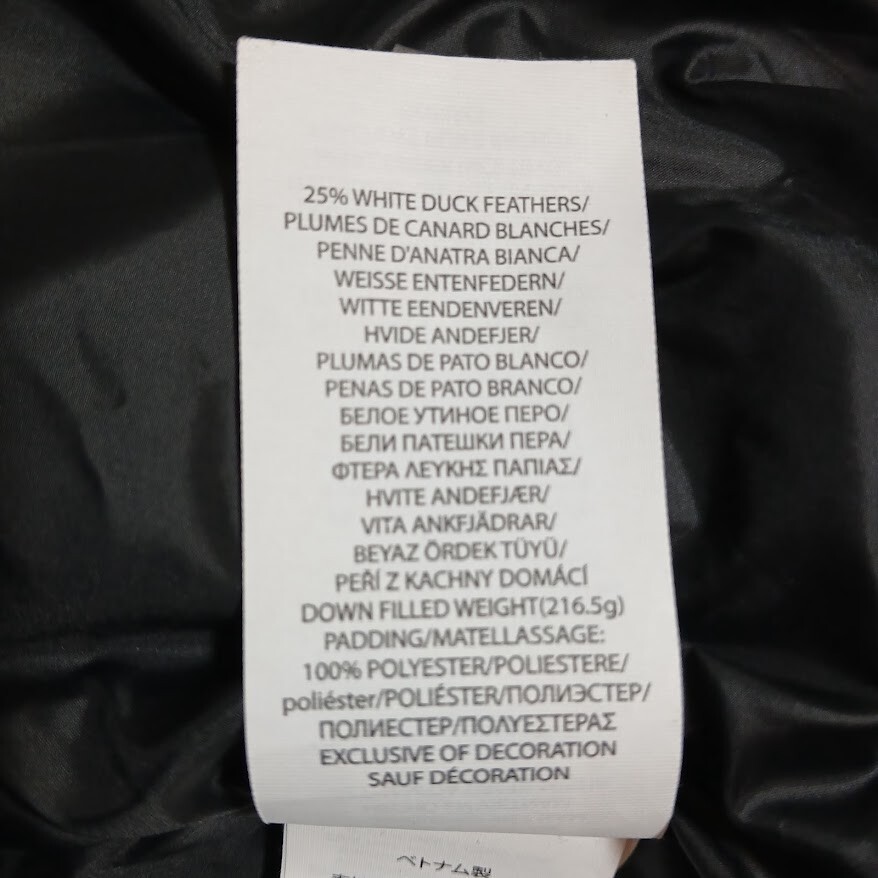 25% WHITE DUCK FEATHERS/
PLUMES DE CANARD BLANCHES/
PENNE D'ANATRA BIANCA/
WEISSE ENTENFEDERN/
WITTE EENDENVEREN/
HVIDE ANDEFJER/
PLUMAS DE PATO BLANCO/
PENAS DE PATO BRANCO/
БЕЛОЕ УТИНОЕ ПЕРО/
БЕЛИ ПАТЕШКИ ПЕРА/
ΦΤΕΡΑ ΛΕΥΚΗΣ ΠΑΠΙΑΣ/
HVITE ANDEFJÆR/
VITA ANKFJÄDRAR/
BEYAZ ÖRDEK TÜYÜ/
PEŘÍ Z KACHNY DOMÁCÍ
DOWN FILLED WEIGHT(216.5g)
PADDING/MATELLASSAGE:
100% POLYESTER/POLIESTERE/
poliéster/POLIÉSTER/ПОЛИЭСТЕР/
ПОЛИЕСТЕР/ΠΟΛΥΕΣΤΕΡΑΣ
EXCLUSIVE OF DECORATION
SAUF DÉCORATION
ベトナム製